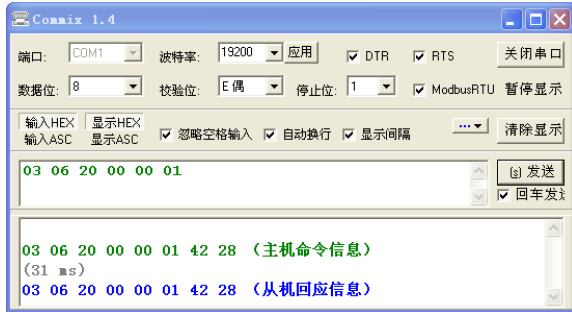 Commix 1.4
端口: COM1 波特率: 19200 应用 DTR RTS 关闭串口
数据位: 8 校验位: E偶 停止位: 1 ModbusRTU 暂停显示
输入HEX 显示HEX
输入ASC 显示ASC 忽略空格输入 自动换行 显示间隔 ... 清除显示
03 06 20 00 00 01 [s] 发送
回车发送
03 06 20 00 00 01 42 28 (主机命令信息)
(31 ms)
03 06 20 00 00 01 42 28 (从机回应信息)